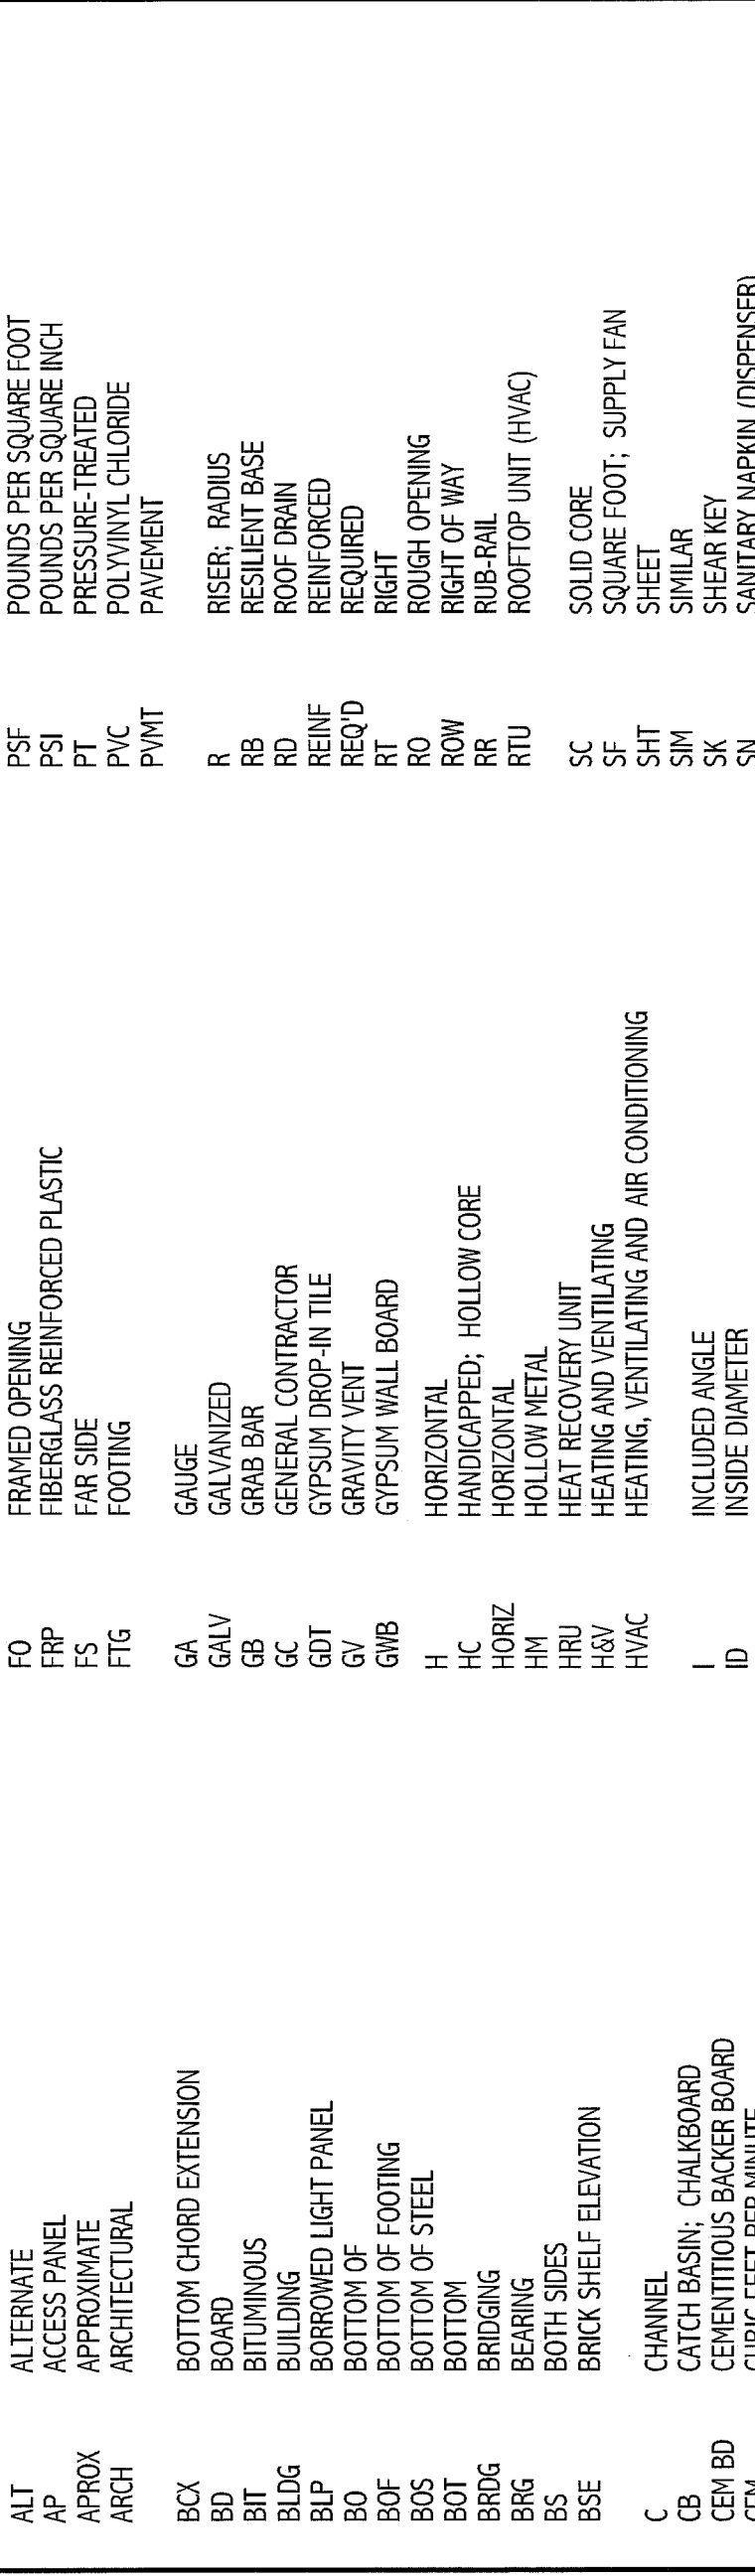 ALT ALTERNATE
AP ACCESS PANEL
APROX APPROXIMATE
ARCH ARCHITECTURAL
BCX BOTTOM CHORD EXTENSION
BD BOARD
BIT BITUMINOUS
BLDG BUILDING
BLP BORROWED LIGHT PANEL
BO BOTTOM OF
BOF BOTTOM OF FOOTING
BOS BOTTOM OF STEEL
BOT BOTTOM
BRDG BRIDGING
BRG BEARING
BS BOTH SIDES
BSE BRICK SHELF ELEVATION
C CHANNEL
CB CATCH BASIN; CHALKBOARD
CEM BD CEMENTITIOUS BACKER BOARD
CUBIC FEET PER MINUTE
FO FRAMED OPENING
FRP FIBERGLASS REINFORCED PLASTIC
FS FAR SIDE
FTG FOOTING
GA GAUGE
GALV GALVANIZED
GB GRAB BAR
GC GENERAL CONTRACTOR
GDT GYPSUM DROP-IN TILE
GV GRAVITY VENT
GWB GYPSUM WALL BOARD
H HORIZONTAL
HC HANDICAPPED; HOLLOW CORE
HORIZ HORIZONTAL
HM HOLLOW METAL
HRU HEAT RECOVERY UNIT
H&V HEATING AND VENTILATING
HVAC HEATING, VENTILATING AND AIR CONDITIONING
I INCLUDED ANGLE
ID INSIDE DIAMETER
PSF POUNDS PER SQUARE FOOT
PSI POUNDS PER SQUARE INCH
PT PRESSURE-TREATED
PVC POLYVINYL CHLORIDE
PVMT PAVEMENT
R RISER; RADIUS
RB RESILIENT BASE
RD ROOF DRAIN
REINF REINFORCED
REQ'D REQUIRED
RT RIGHT
RO ROUGH OPENING
ROW RIGHT OF WAY
RR RUB-RAIL
RTU ROOFTOP UNIT (HVAC)
SC SOLID CORE
SF SQUARE FOOT; SUPPLY FAN
SHT SHEET
SIM SIMILAR
SK SHEAR KEY
SN SANITARY NAPKIN (DISPENSER)